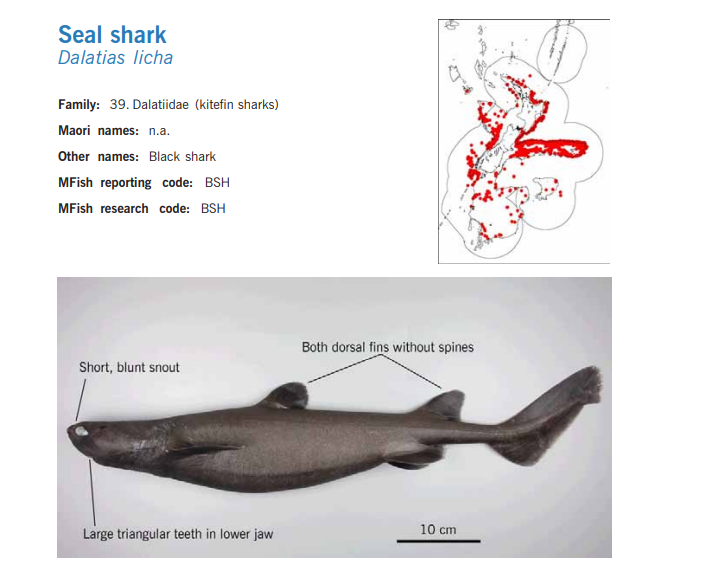 Seal shark
Dalatias licha
Family: 39. Dalatiidae (kitefin sharks)
Maori names: n.a.
Other names: Black shark
MFish reporting code: BSH
MFish research code: BSH
Both dorsal fins without spines
Short, blunt snout
Large triangular teeth in lower jaw
10 cm